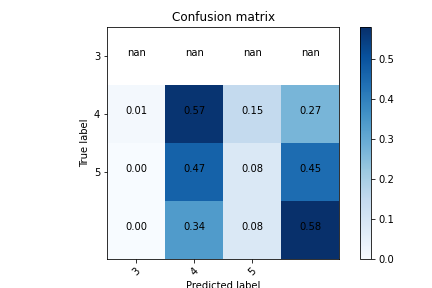 Confusion matrix
3 nan nan nan nan
4 0.01 0.57 0.15 0.27
5 0.00 0.47 0.08 0.45
0.00 0.34 0.08 0.58
3 4 5
True label
Predicted label
0.5
0.4
0.3
0.2
0.1
0.0